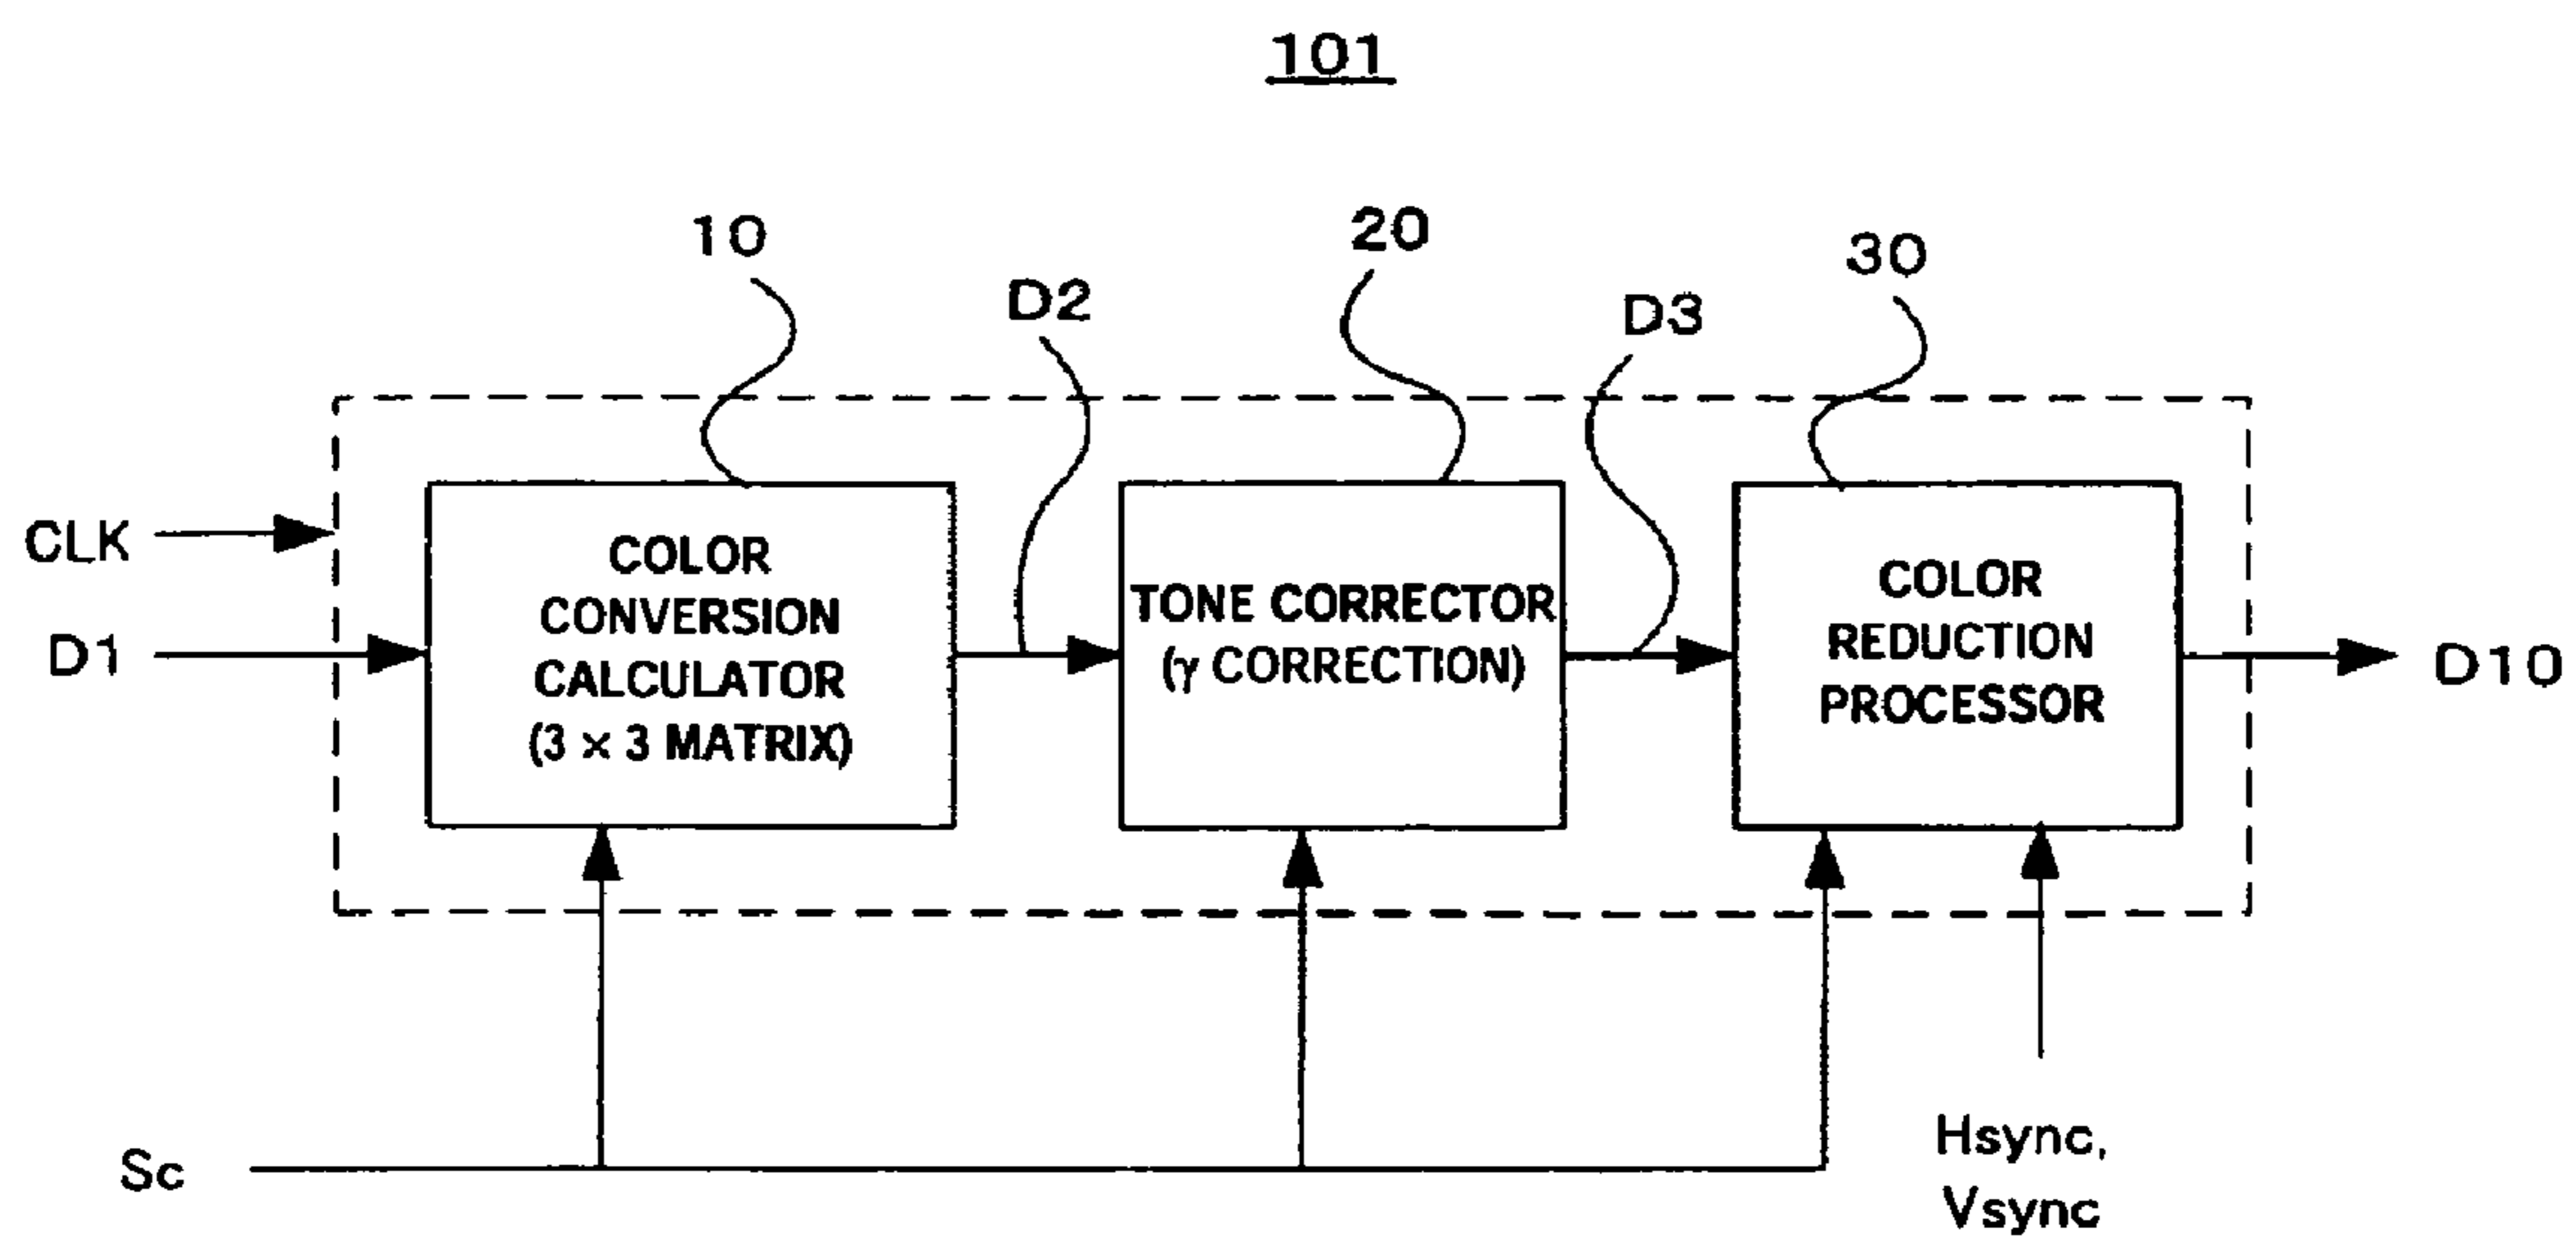 101
10
20
30
D2
D3
CLK
D1
COLOR
CONVERSION
CALCULATOR
(3 × 3 MATRIX)
TONE CORRECTOR
(γ CORRECTION)
COLOR
REDUCTION
PROCESSOR
D10
Sc
Hsync,
Vsync